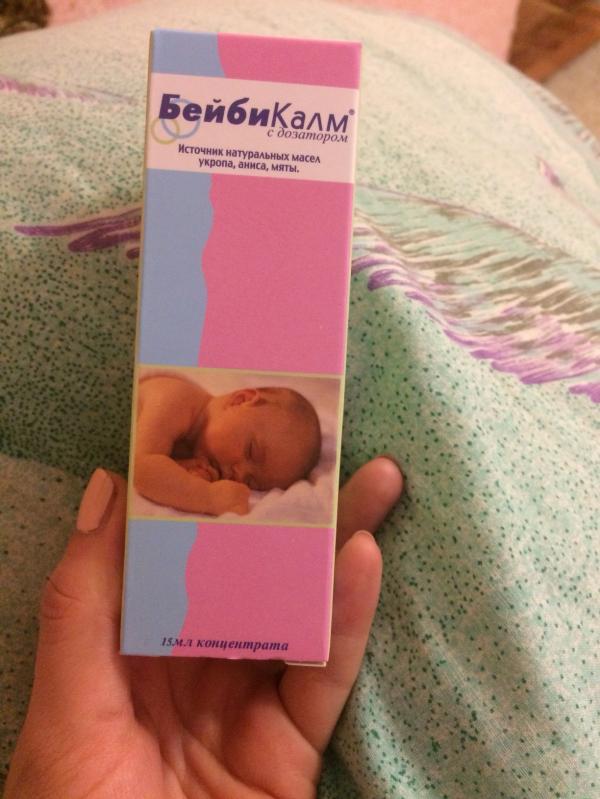 БейбиКалм®
с дозатором
Источник натуральных масел
укропа, аниса, мяты.
15мл концентрата